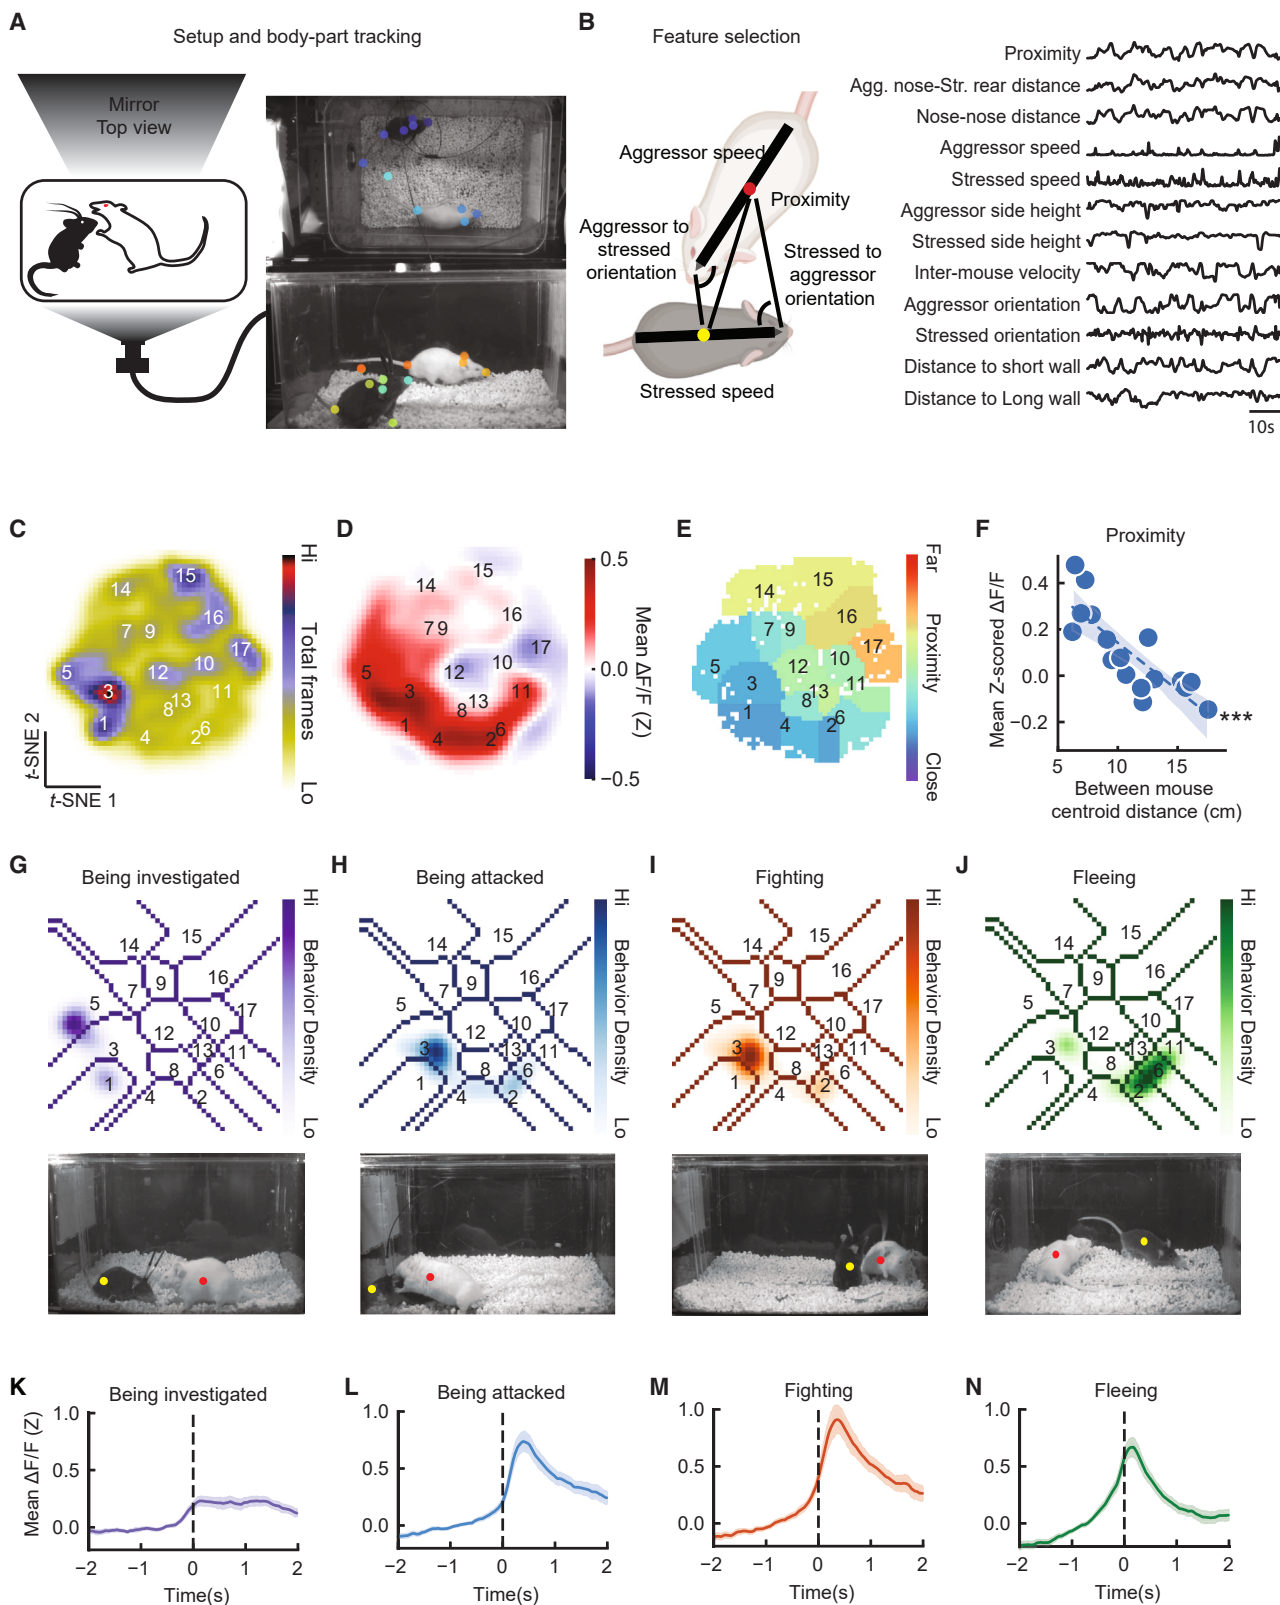 A
Setup and body-part tracking
Mirror
Top view
B
Feature selection
Aggressor speed
Proximity
Aggressor to
stressed
orientation
Stressed to
aggressor
orientation
Stressed speed
Proximity
Agg. nose-Str. rear distance
Nose-nose distance
Aggressor speed
Stressed speed
Aggressor side height
Stressed side height
Inter-mouse velocity
Aggressor orientation
Stressed orientation
Distance to short wall
Distance to Long wall
10s
C
14
15
16
7
9
17
5
12
10
3
13
11
8
1
4
2
6
t-SNE 2
t-SNE 1
Hi
Total frames
Lo
D
14
15
16
7
9
17
5
12
10
3
13
11
8
1
4
2
6
0.5
0.0
−0.5
Mean ΔF/F (Z)
E
14
15
16
7
9
17
5
12
10
3
13
11
8
1
4
2
6
Far
Proximity
Close
F
Proximity
Mean Z-scored ΔF/F
0.4
0.2
0.0
−0.2
***
5
10
15
Between mouse
centroid distance (cm)
G
Being investigated
14
15
9
16
7
5
17
12
10
3
13
11
8
6
1
4
2
Hi
Behavior Density
Lo
H
Being attacked
14
15
9
16
7
5
17
12
10
3
13
11
8
6
1
4
2
Hi
Behavior Density
Lo
I
Fighting
14
15
9
16
7
5
17
12
10
3
13
11
8
6
1
4
2
Hi
Behavior Density
Lo
J
Fleeing
14
15
9
16
7
5
17
12
10
3
13
11
8
6
1
4
2
Hi
Behavior Density
Lo
K
Being investigated
Mean ΔF/F (Z)
1.0
0.5
0.0
−2
−1
0
1
2
Time(s)
L
Being attacked
1.0
0.5
0.0
−2
−1
0
1
2
Time(s)
M
Fighting
1.0
0.5
0.0
−2
−1
0
1
2
Time(s)
N
Fleeing
1.0
0.5
0.0
−2
−1
0
1
2
Time(s)